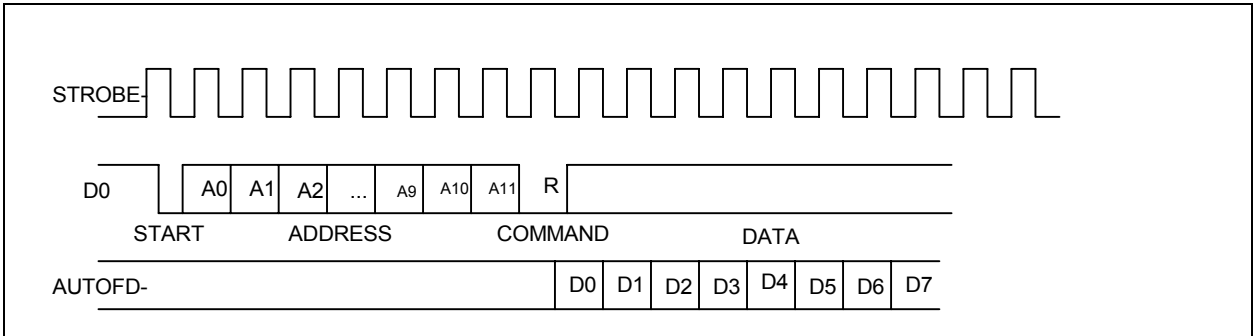 STROBE-
D0 A0 A1 A2 ... A9 A10 A11 R
START ADDRESS COMMAND DATA
AUTOFD- D0 D1 D2 D3 D4 D5 D6 D7